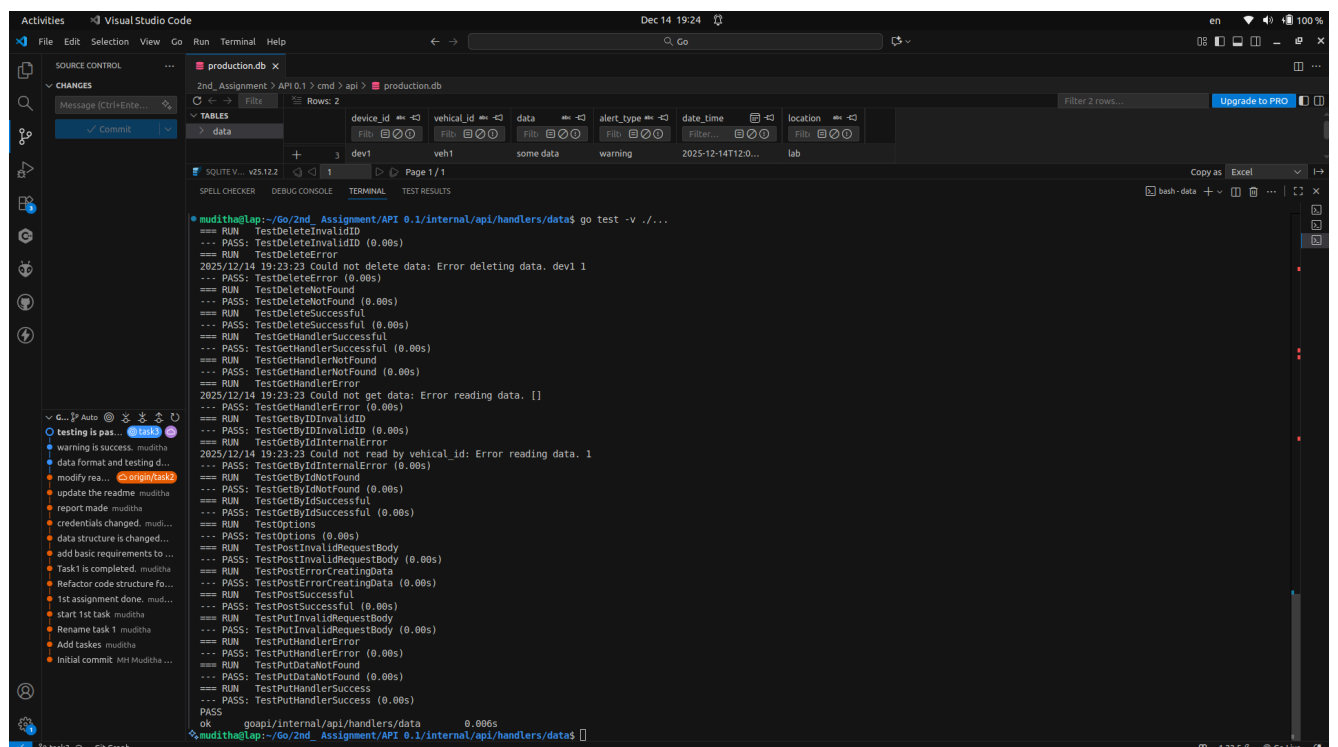 Activities Visual Studio Code Dec 14 19:24 en 100 %
File Edit Selection View Go Run Terminal Help Go
SOURCE CONTROL
CHANGES
Message (Ctrl+Ente...
Commit
production.db
2nd_Assignment > API 0.1 > cmd > api > production.db
Filte Rows: 2 Filter 2 rows... Upgrade to PRO
TABLES
data
device_id vehical_id data alert_type date_time location
Filt Filt Filt Filt Filter... Filt
3 dev1 veh1 some data warning 2025-12-14T12:0... lab
SQLITE V... v25.12.2 1 Page 1 / 1 Copy as Excel
SPELL CHECKER DEBUG CONSOLE TERMINAL TEST RESULTS bash - data
muditha@lap:~/Go/2nd_ Assignment/API 0.1/internal/api/handlers/data$ go test -v ./...
=== RUN TestDeleteInvalidID
--- PASS: TestDeleteInvalidID (0.00s)
=== RUN TestDeleteError
2025/12/14 19:23:23 Could not delete data: Error deleting data. dev1 1
--- PASS: TestDeleteError (0.00s)
=== RUN TestDeleteNotFound
--- PASS: TestDeleteNotFound (0.00s)
=== RUN TestDeleteSuccessful
--- PASS: TestDeleteSuccessful (0.00s)
=== RUN TestGetHandlerSuccessful
--- PASS: TestGetHandlerSuccessful (0.00s)
=== RUN TestGetHandlerNotFound
--- PASS: TestGetHandlerNotFound (0.00s)
=== RUN TestGetHandlerError
2025/12/14 19:23:23 Could not get data: Error reading data. []
--- PASS: TestGetHandlerError (0.00s)
=== RUN TestGetByIDInvalidID
--- PASS: TestGetByIDInvalidID (0.00s)
=== RUN TestGetByIdInternalError
2025/12/14 19:23:23 Could not read by vehical_id: Error reading data. 1
--- PASS: TestGetByIdInternalError (0.00s)
=== RUN TestGetByIdNotFound
--- PASS: TestGetByIdNotFound (0.00s)
=== RUN TestGetByIdSuccessful
--- PASS: TestGetByIdSuccessful (0.00s)
=== RUN TestOptions
--- PASS: TestOptions (0.00s)
=== RUN TestPostInvalidRequestBody
--- PASS: TestPostInvalidRequestBody (0.00s)
=== RUN TestPostErrorCreatingData
--- PASS: TestPostErrorCreatingData (0.00s)
=== RUN TestPostSuccessful
--- PASS: TestPostSuccessful (0.00s)
=== RUN TestPutInvalidRequestBody
--- PASS: TestPutInvalidRequestBody (0.00s)
=== RUN TestPutHandlerError
--- PASS: TestPutHandlerError (0.00s)
=== RUN TestPutDataNotFound
--- PASS: TestPutDataNotFound (0.00s)
=== RUN TestPutHandlerSuccess
--- PASS: TestPutHandlerSuccess (0.00s)
PASS
ok goapi/internal/api/handlers/data 0.006s
muditha@lap:~/Go/2nd_ Assignment/API 0.1/internal/api/handlers/data$
G... Auto
testing is pas... task3
warning is success. muditha
data format and testing d...
modify rea... origin/task2
update the readme muditha
report made muditha
credentials changed. mudi...
data structure is changed...
add basic requirements to ...
Task1 is completed. muditha
Refactor code structure fo...
1st assignment done. mud...
start 1st task muditha
Rename task 1 muditha
Add taskes muditha
Initial commit MH Muditha ...